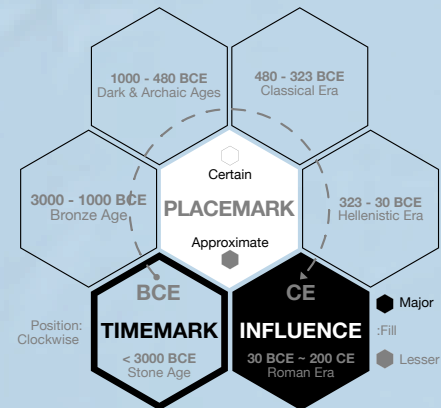 1000 - 480 BCE
Dark & Archaic Ages
480 - 323 BCE
Classical Era
3000 - 1000 BCE
Bronze Age
Certain
PLACEMARK
Approximate
323 - 30 BCE
Hellenistic Era
BCE
CE
Major
Position:
Clockwise
TIMEMARK
INFLUENCE
:Fill
< 3000 BCE
Stone Age
30 BCE ~ 200 CE
Roman Era
Lesser